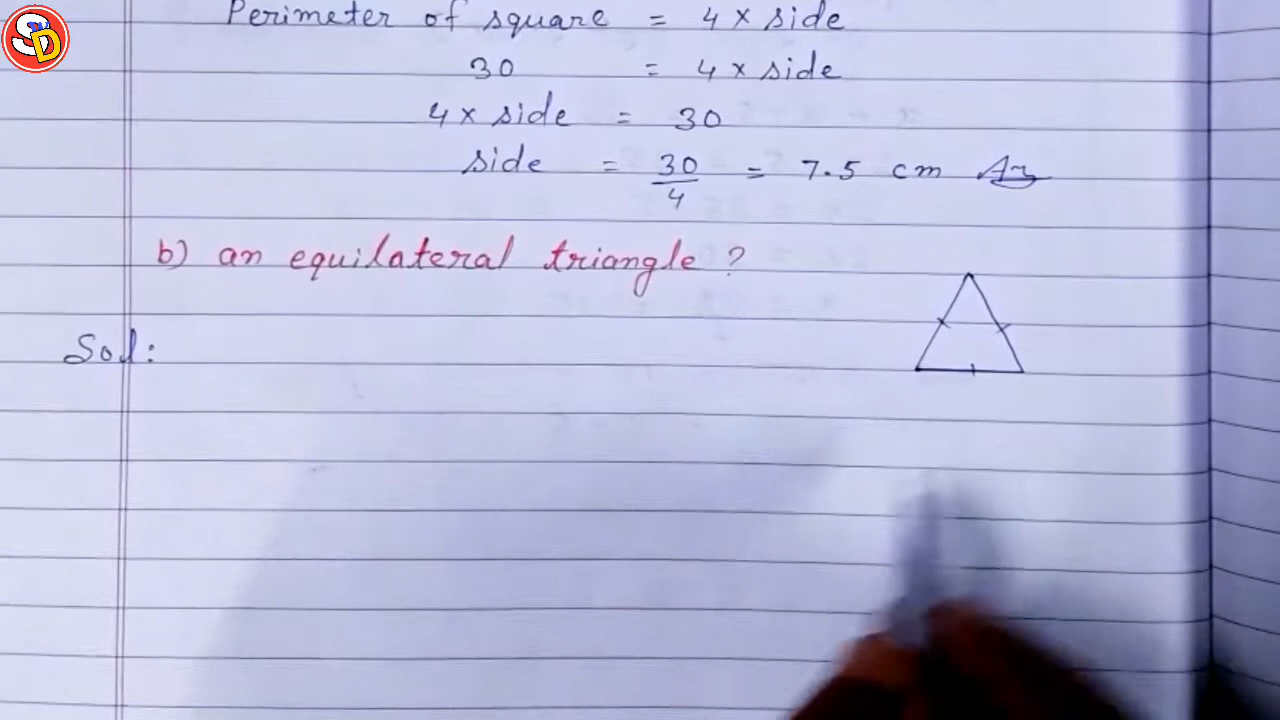 SD
Perimeter of square = 4 × side
30 = 4 × side
4 × side = 30
side = 30/4 = 7.5 cm Ans
b) an equilateral triangle ?
Sol: